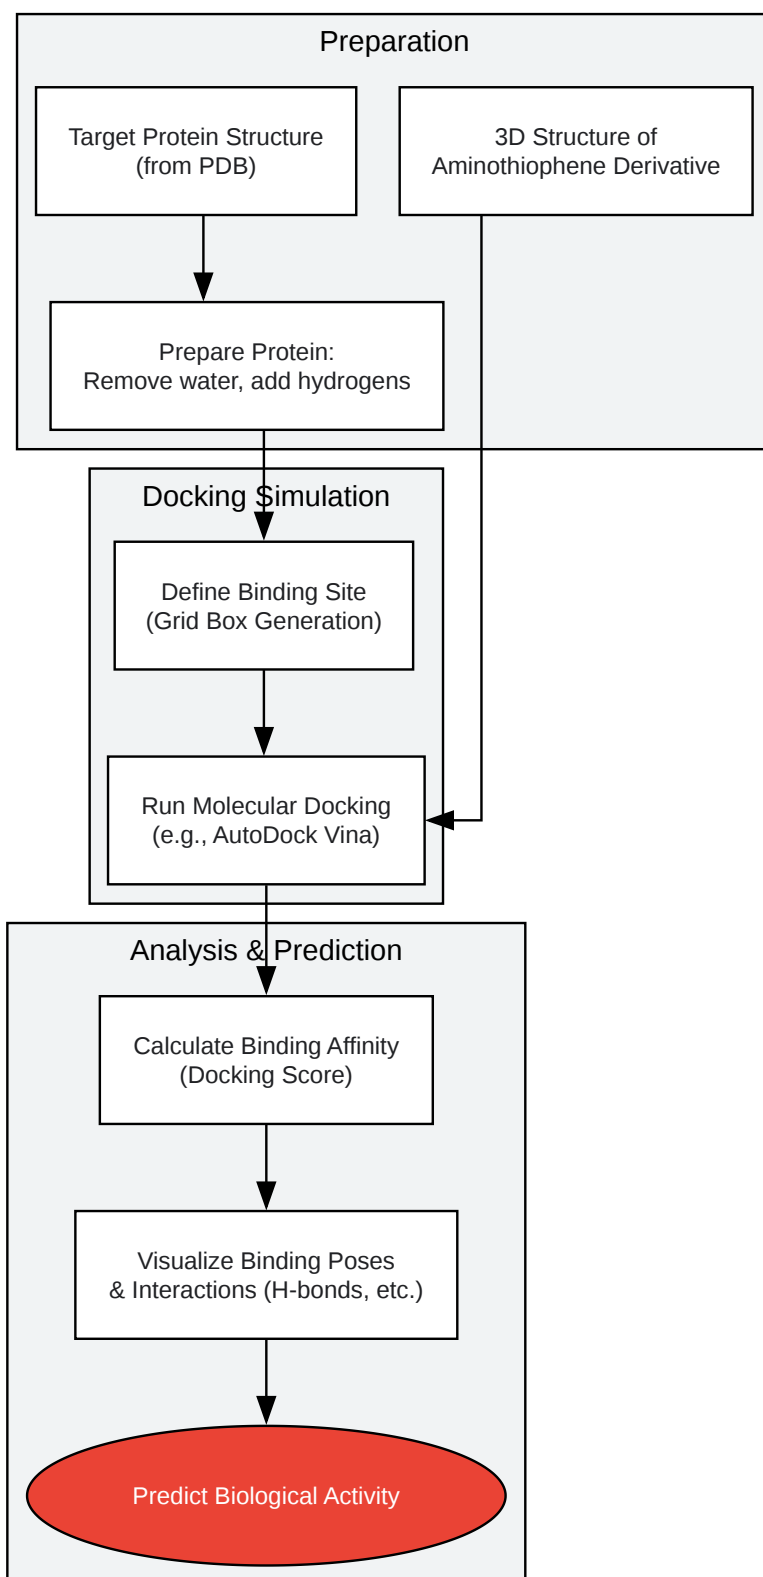 Preparation
Target Protein Structure
(from PDB)
3D Structure of
Aminothiophene Derivative
Prepare Protein:
Remove water, add hydrogens
Docking Simulation
Define Binding Site
(Grid Box Generation)
Run Molecular Docking
(e.g., AutoDock Vina)
Analysis & Prediction
Calculate Binding Affinity
(Docking Score)
Visualize Binding Poses
& Interactions (H-bonds, etc.)
Predict Biological Activity